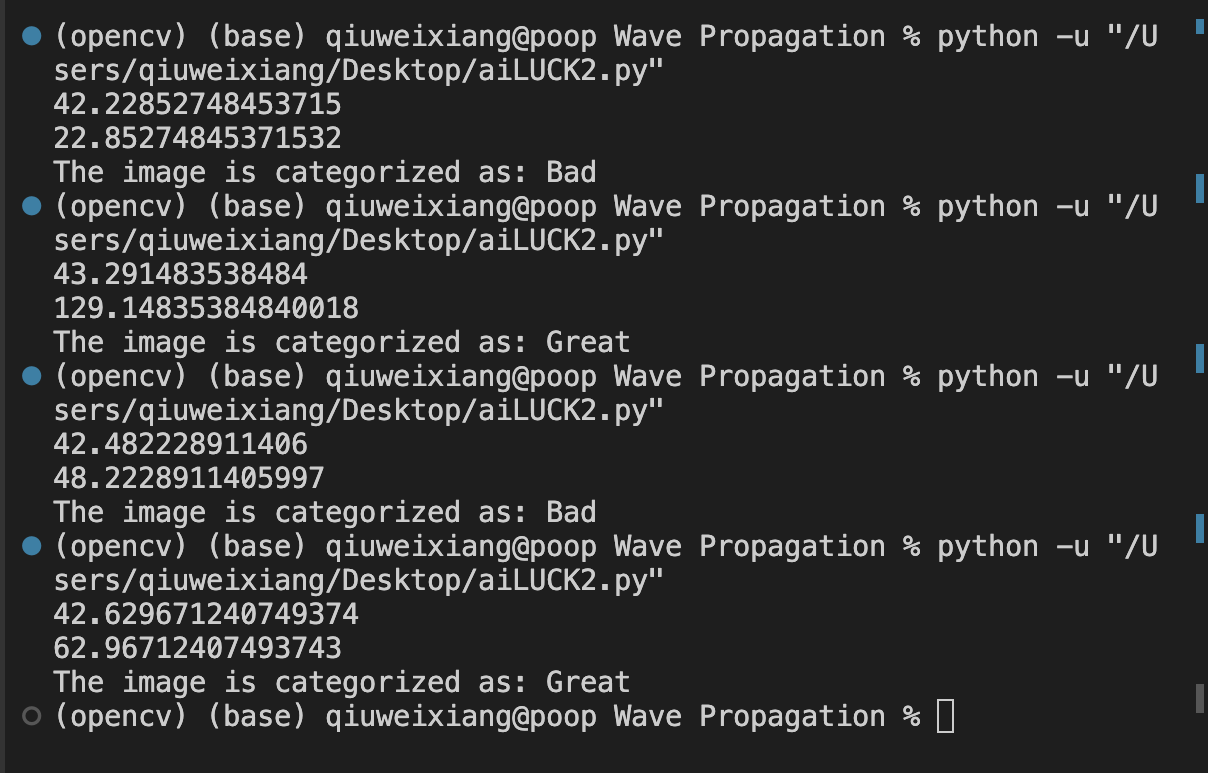 (opencv) (base) qiuweixiang@poop Wave Propagation % python -u "/U
sers/qiuweixiang/Desktop/aiLUCK2.py"
42.22852748453715
22.85274845371532
The image is categorized as: Bad
(opencv) (base) qiuweixiang@poop Wave Propagation % python -u "/U
sers/qiuweixiang/Desktop/aiLUCK2.py"
43.291483538484
129.14835384840018
The image is categorized as: Great
(opencv) (base) qiuweixiang@poop Wave Propagation % python -u "/U
sers/qiuweixiang/Desktop/aiLUCK2.py"
42.482228911406
48.2228911405997
The image is categorized as: Bad
(opencv) (base) qiuweixiang@poop Wave Propagation % python -u "/U
sers/qiuweixiang/Desktop/aiLUCK2.py"
42.629671240749374
62.96712407493743
The image is categorized as: Great
(opencv) (base) qiuweixiang@poop Wave Propagation %